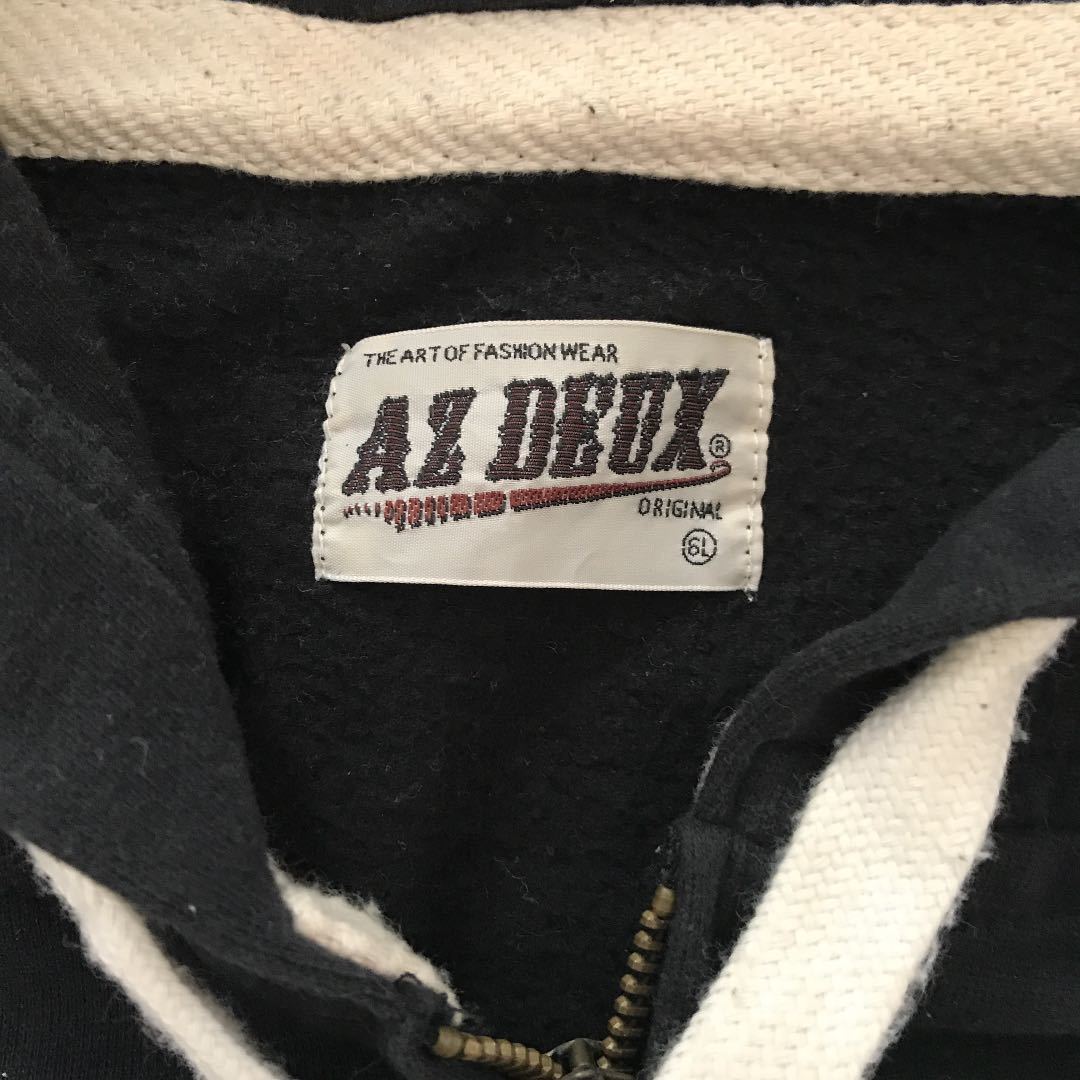 THE ART OF FASHION WEAR
AZ DEUX®
ORIGINAL
6L